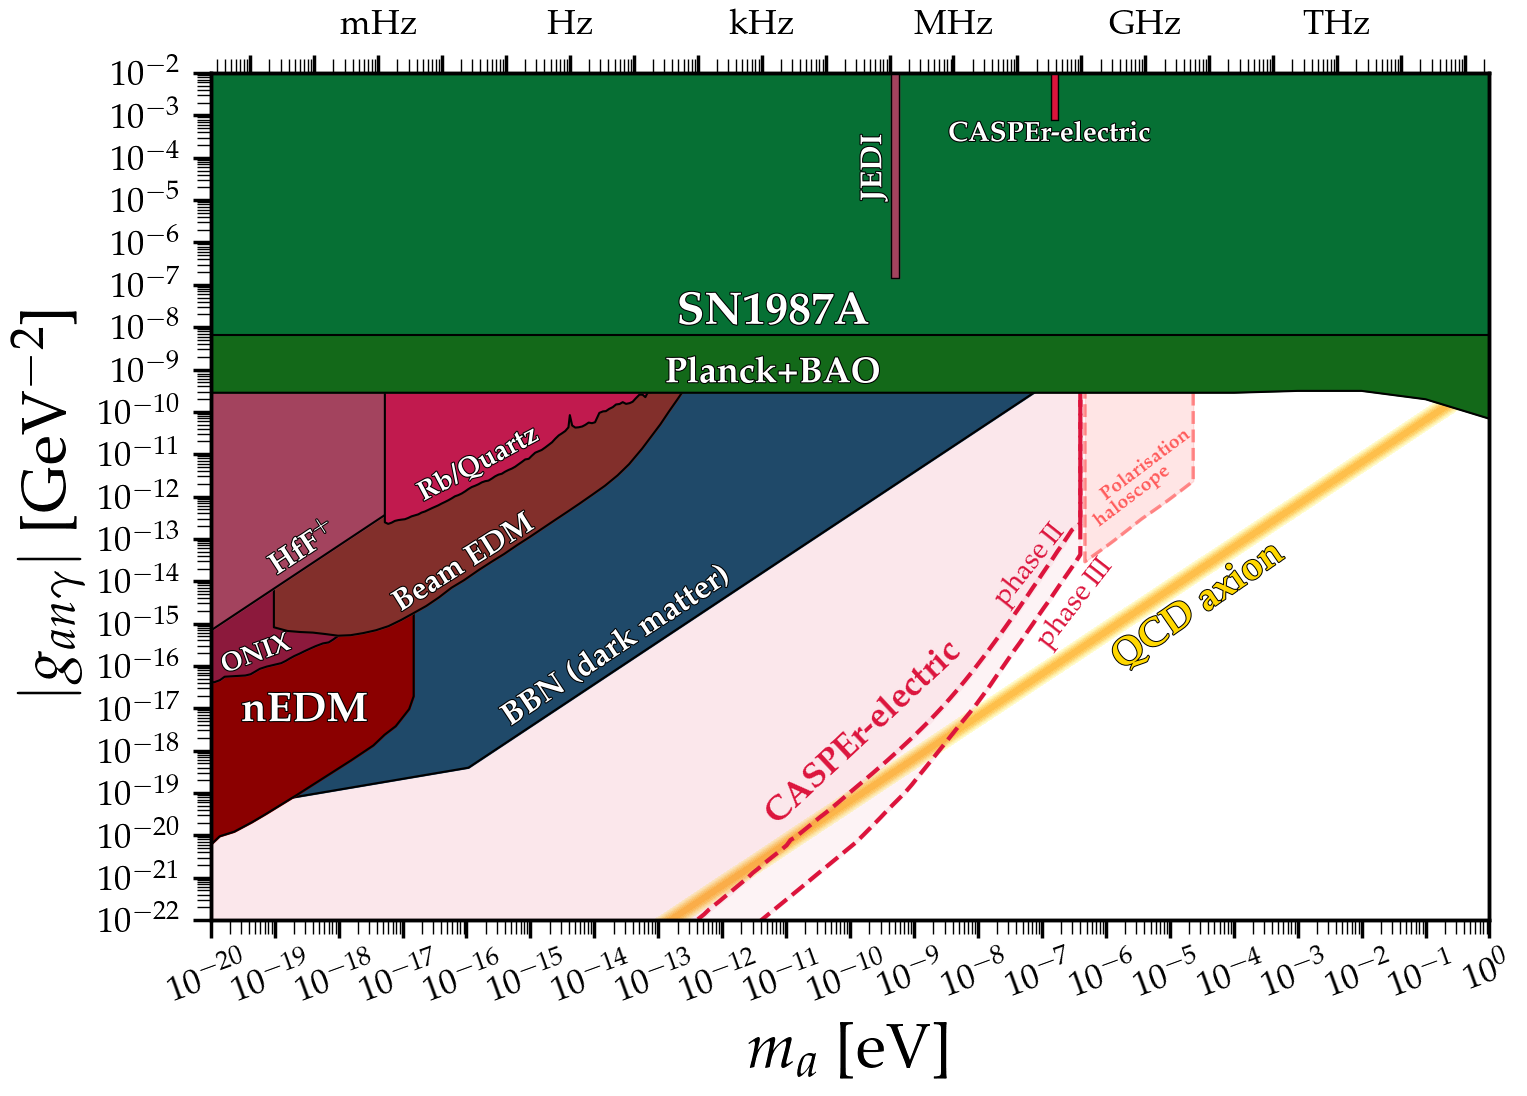 mHz Hz kHz MHz GHz THz
10⁻²
10⁻³
10⁻⁴
10⁻⁵
10⁻⁶
10⁻⁷
10⁻⁸
10⁻⁹
10⁻¹⁰
10⁻¹¹
10⁻¹²
10⁻¹³
10⁻¹⁴
10⁻¹⁵
10⁻¹⁶
10⁻¹⁷
10⁻¹⁸
10⁻¹⁹
10⁻²⁰
10⁻²¹
10⁻²²
|g_{anγ}| [GeV⁻²]
JEDI
CASPEr-electric
SN1987A
Planck+BAO
Rb/Quartz
HfF⁺
Beam EDM
ONIX
nEDM
BBN (dark matter)
Polarisation
haloscope
phase II
phase III
CASPEr-electric
QCD axion
10⁻²⁰ 10⁻¹⁹ 10⁻¹⁸ 10⁻¹⁷ 10⁻¹⁶ 10⁻¹⁵ 10⁻¹⁴ 10⁻¹³ 10⁻¹² 10⁻¹¹ 10⁻¹⁰ 10⁻⁹ 10⁻⁸ 10⁻⁷ 10⁻⁶ 10⁻⁵ 10⁻⁴ 10⁻³ 10⁻² 10⁻¹ 10⁰
mₐ [eV]